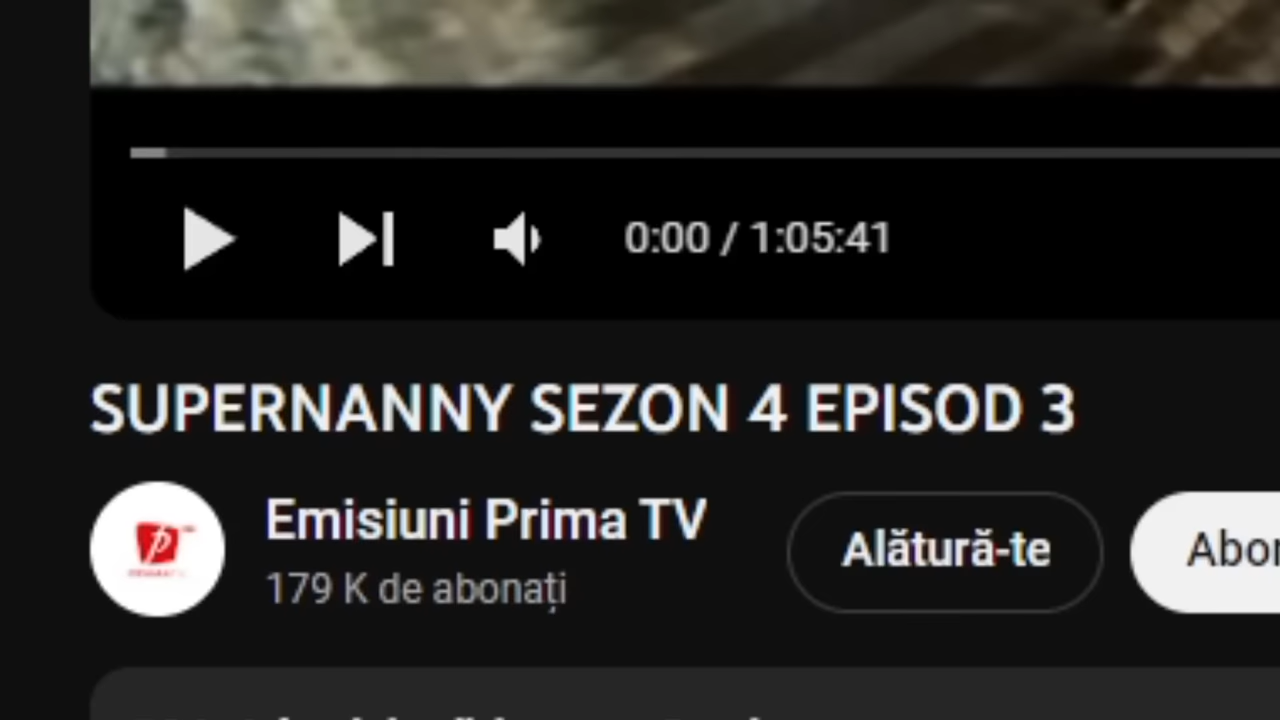 0:00 / 1:05:41
SUPERNANNY SEZON 4 EPISOD 3
Emisiuni Prima TV
179 K de abonați
Alătură-te
Abon